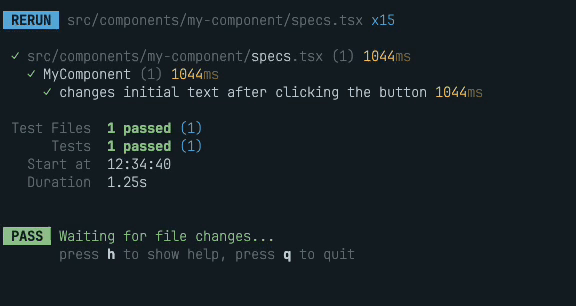 RERUN src/components/my-component/specs.tsx x15
✓ src/components/my-component/specs.tsx (1) 1044ms
✓ MyComponent (1) 1044ms
✓ changes initial text after clicking the button 1044ms
Test Files 1 passed (1)
Tests 1 passed (1)
Start at 12:34:40
Duration 1.25s
PASS Waiting for file changes...
press h to show help, press q to quit